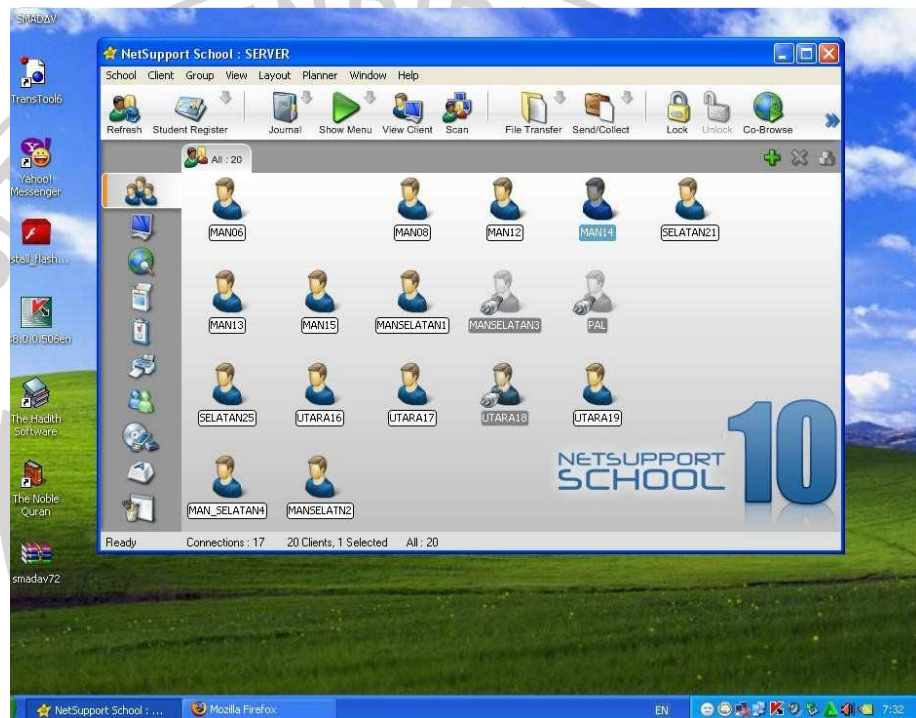 SMADAV
NetSupport School : SERVER
School Client Group View Layout Planner Window Help
TransTool6
Refresh Student Register Journal Show Menu View Client Scan File Transfer Send/Collect Lock Unlock Co-Browse
All : 20
Yahoo!
Messenger
MAN06 MAN08 MAN12 MAN14 SELATAN21
stall_flash...
MAN13 MAN15 MANSELATAN1 MANSELATAN3 PAL
s8.0.0.506en
The Hadith
Software
SELATAN25 UTARA16 UTARA17 UTARA18 UTARA19
NETSUPPORT
SCHOOL 10
The Noble
Quran
MAN_SELATAN4 MANSELATN2
Ready Connections : 17 20 Clients, 1 Selected All : 20
smadav72
NetSupport School : ... Mozilla Firefox EN 7:32